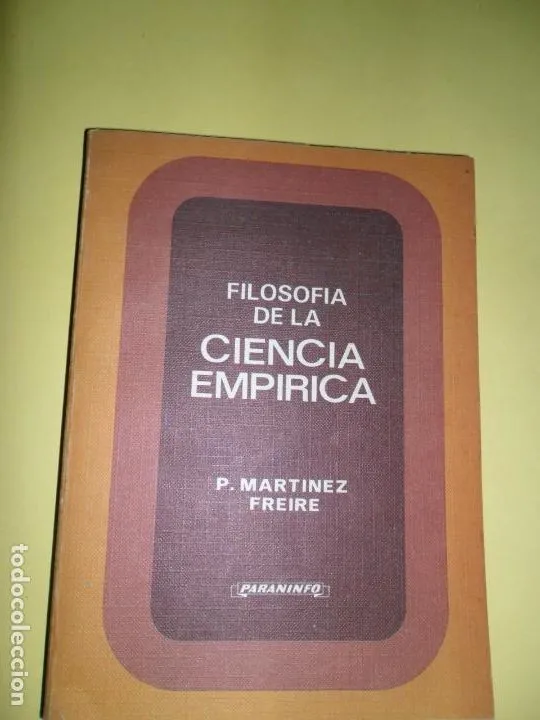 FILOSOFIA
DE LA
CIENCIA
EMPIRICA
P. MARTINEZ
FREIRE
PARANINFO
todocoleccion